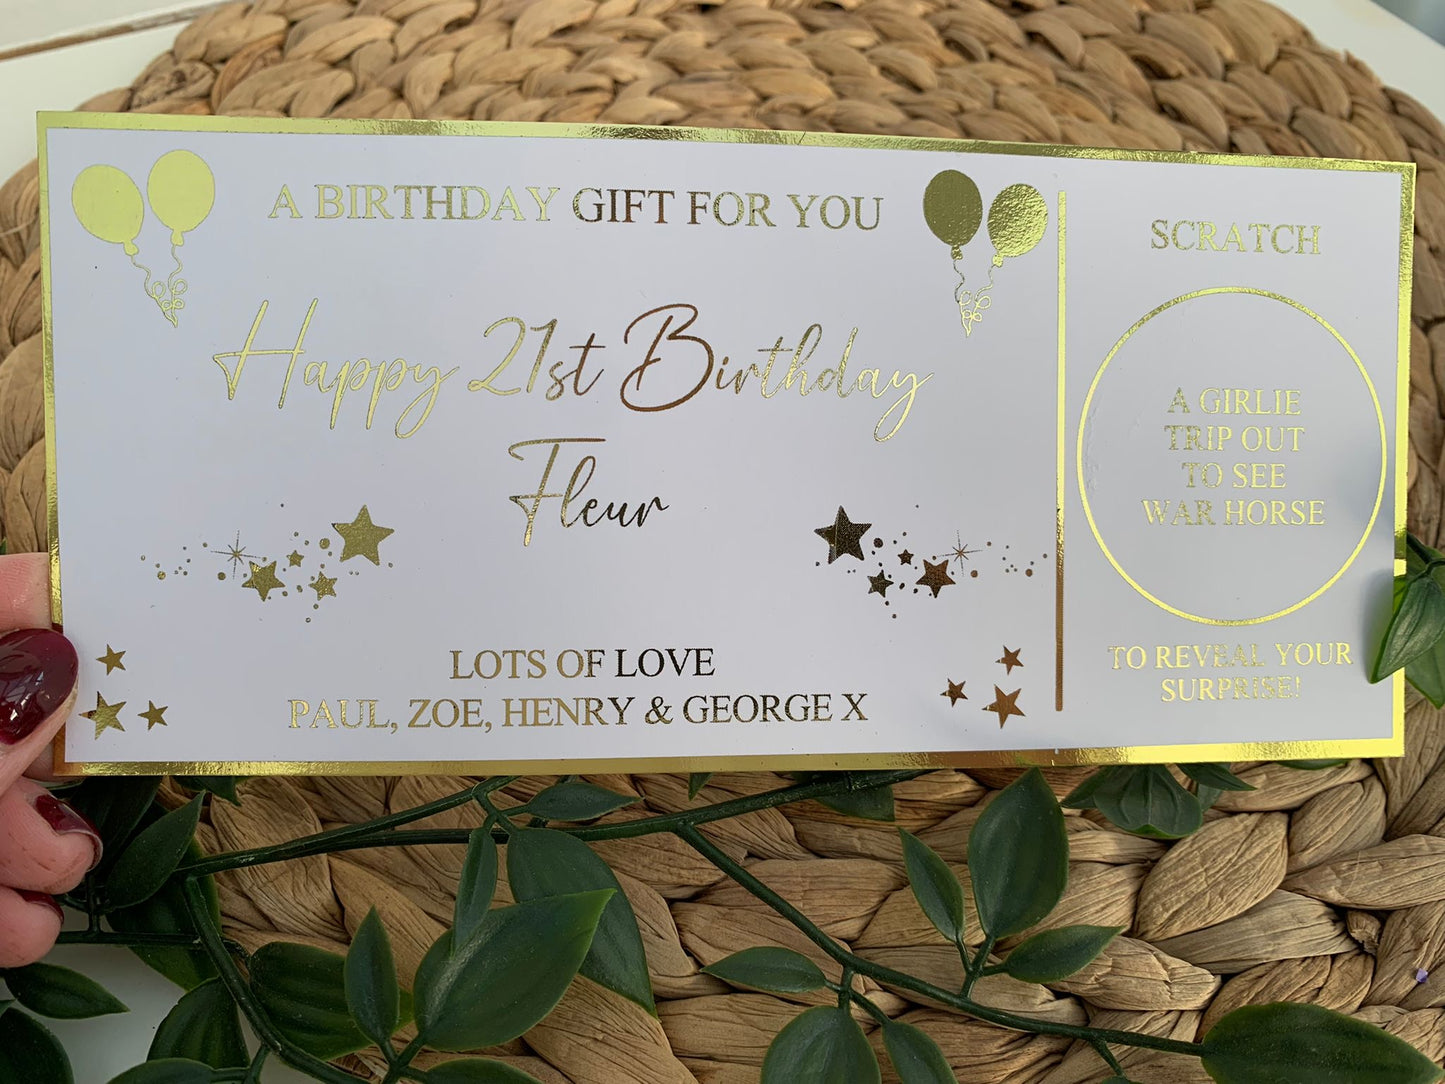 A BIRTHDAY GIFT FOR YOU
Happy 21st Birthday
Fleur
LOTS OF LOVE
PAUL, ZOE, HENRY & GEORGE X
SCRATCH
A GIRLIE
TRIP OUT
TO SEE
WAR HORSE
TO REVEAL YOUR
SURPRISE!